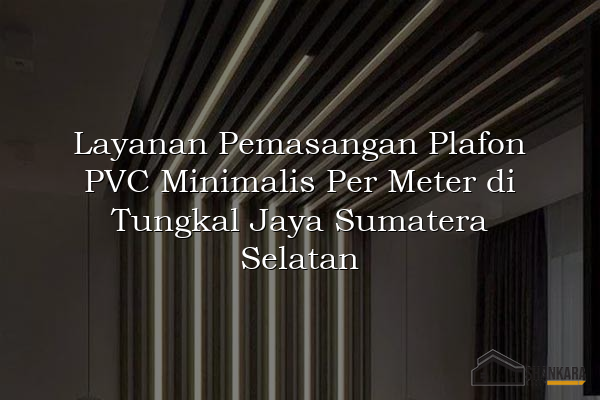 Layanan Pemasangan Plafon
PVC Minimalis Per Meter di
Tungkal Jaya Sumatera
Selatan